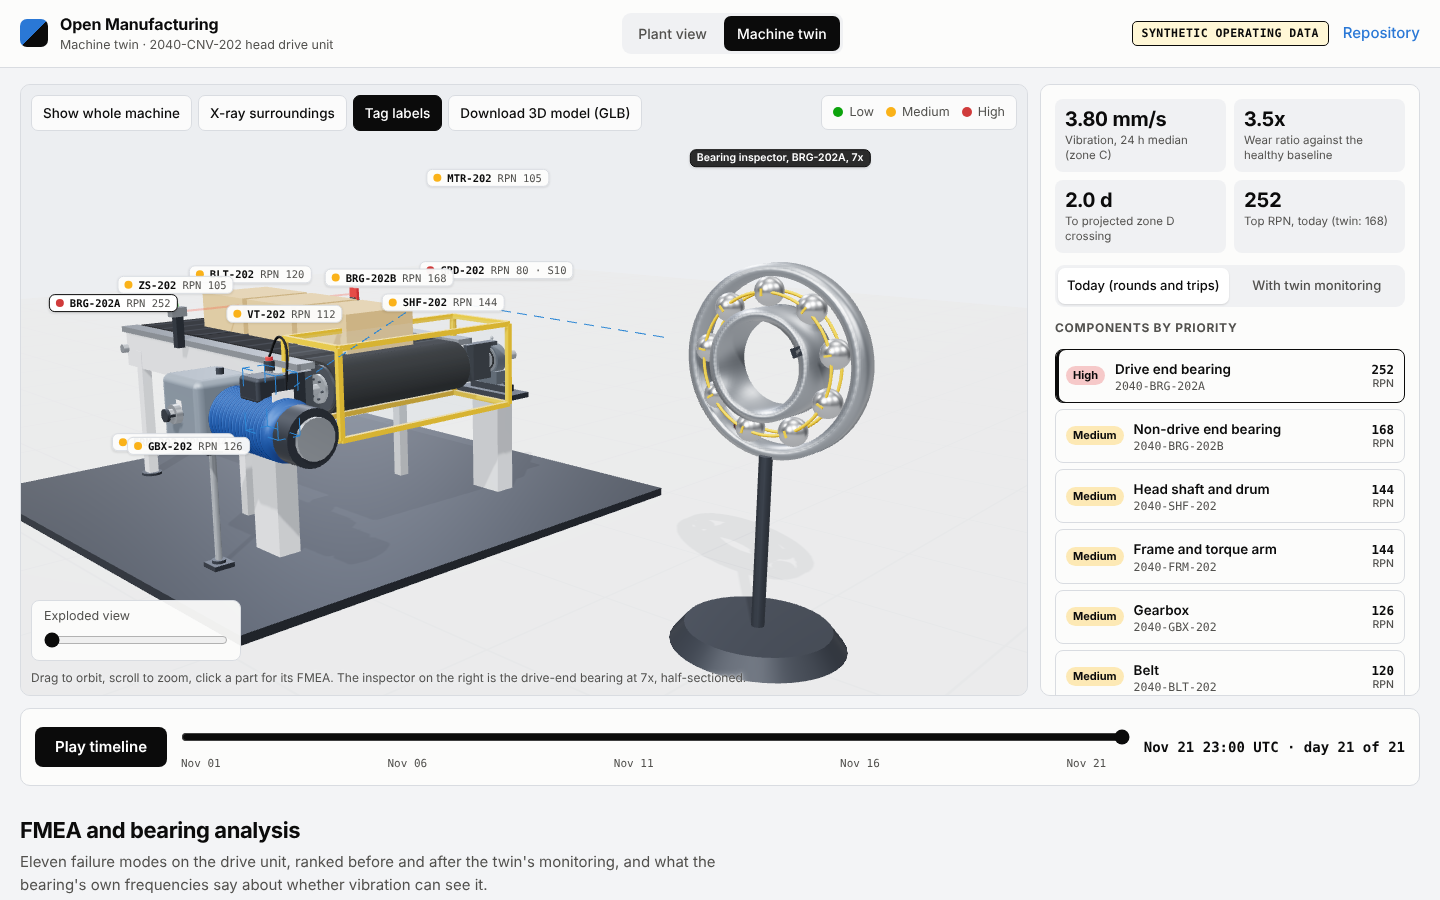 Open Manufacturing
Machine twin · 2040-CNV-202 head drive unit
Plant view
Machine twin
SYNTHETIC OPERATING DATA
Repository
Show whole machine
X-ray surroundings
Tag labels
Download 3D model (GLB)
Low
Medium
High
Bearing inspector, BRG-202A, 7x
MTR-202 RPN 105
BLT-202 RPN 120
RPN 80 · S10
ZS-202 RPN 105
BRG-202B RPN 168
BRG-202A RPN 252
SHF-202 RPN 144
VT-202 RPN 112
GBX-202 RPN 126
Exploded view
Drag to orbit, scroll to zoom, click a part for its FMEA. The inspector on the right is the drive-end bearing at 7x, half-sectioned.
3.80 mm/s
Vibration, 24 h median
(zone C)
3.5x
Wear ratio against the
healthy baseline
2.0 d
To projected zone D
crossing
252
Top RPN, today (twin: 168)
Today (rounds and trips)
With twin monitoring
COMPONENTS BY PRIORITY
High
Drive end bearing
2040-BRG-202A
252
RPN
Medium
Non-drive end bearing
2040-BRG-202B
168
RPN
Medium
Head shaft and drum
2040-SHF-202
144
RPN
Medium
Frame and torque arm
2040-FRM-202
144
RPN
Medium
Gearbox
2040-GBX-202
126
RPN
Medium
Belt
2040-BLT-202
120
RPN
Play timeline
Nov 01
Nov 06
Nov 11
Nov 16
Nov 21
Nov 21 23:00 UTC · day 21 of 21
FMEA and bearing analysis
Eleven failure modes on the drive unit, ranked before and after the twin's monitoring, and what the
bearing's own frequencies say about whether vibration can see it.